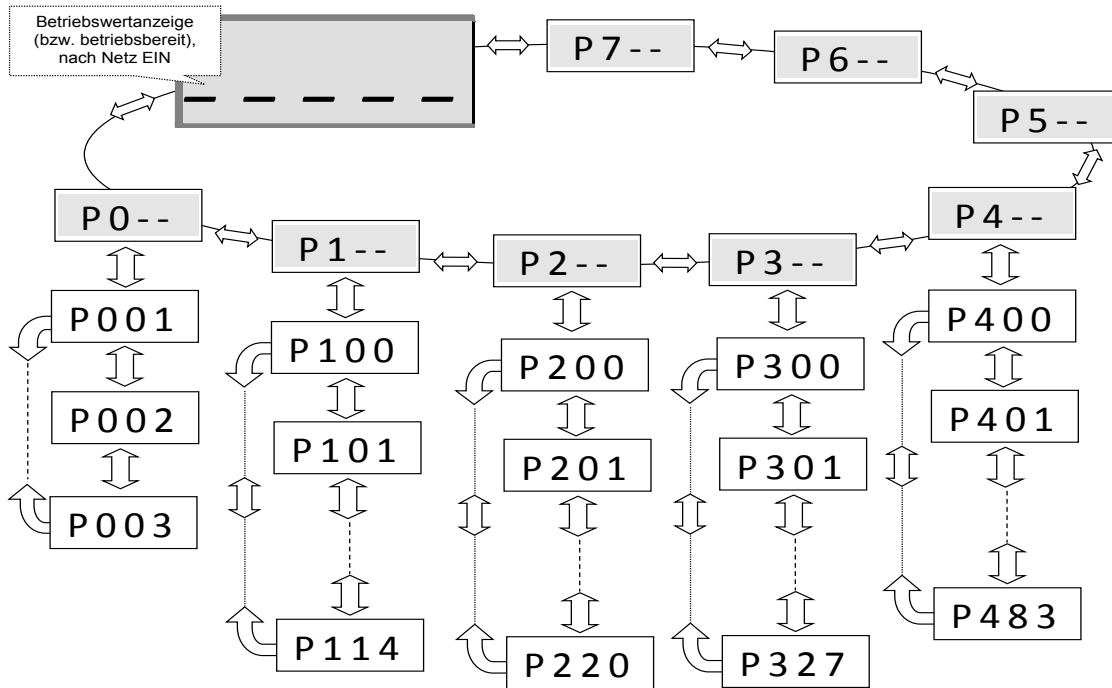 Betriebswertanzeige
(bzw. betriebsbereit),
nach Netz EIN
_ _ _ _ _
P7--
P6--
P5--
P0--
P1--
P2--
P3--
P4--
P001
P002
P003
P100
P101
P114
P200
P201
P220
P300
P301
P327
P400
P401
P483